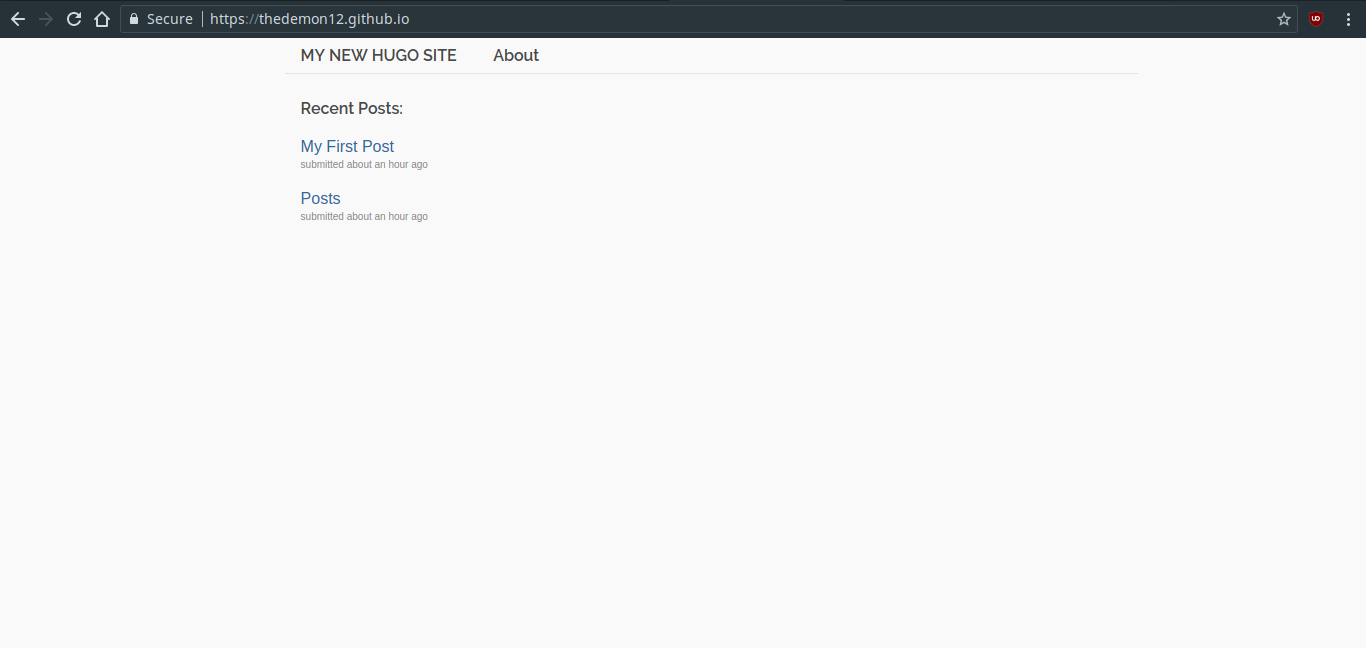 Secure https://thedemon12.github.io
MY NEW HUGO SITE About
Recent Posts:
My First Post
submitted about an hour ago
Posts
submitted about an hour ago